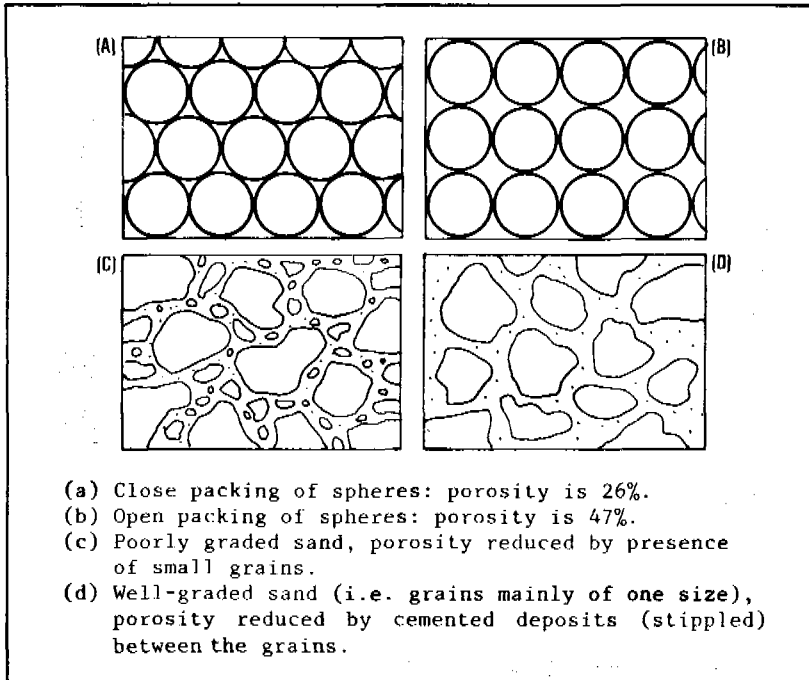 (A)
(B)
(C)
(D)
(a) Close packing of spheres: porosity is 26%.
(b) Open packing of spheres: porosity is 47%.
(c) Poorly graded sand, porosity reduced by presence
of small grains.
(d) Well-graded sand (i.e. grains mainly of one size),
porosity reduced by cemented deposits (stippled)
between the grains.